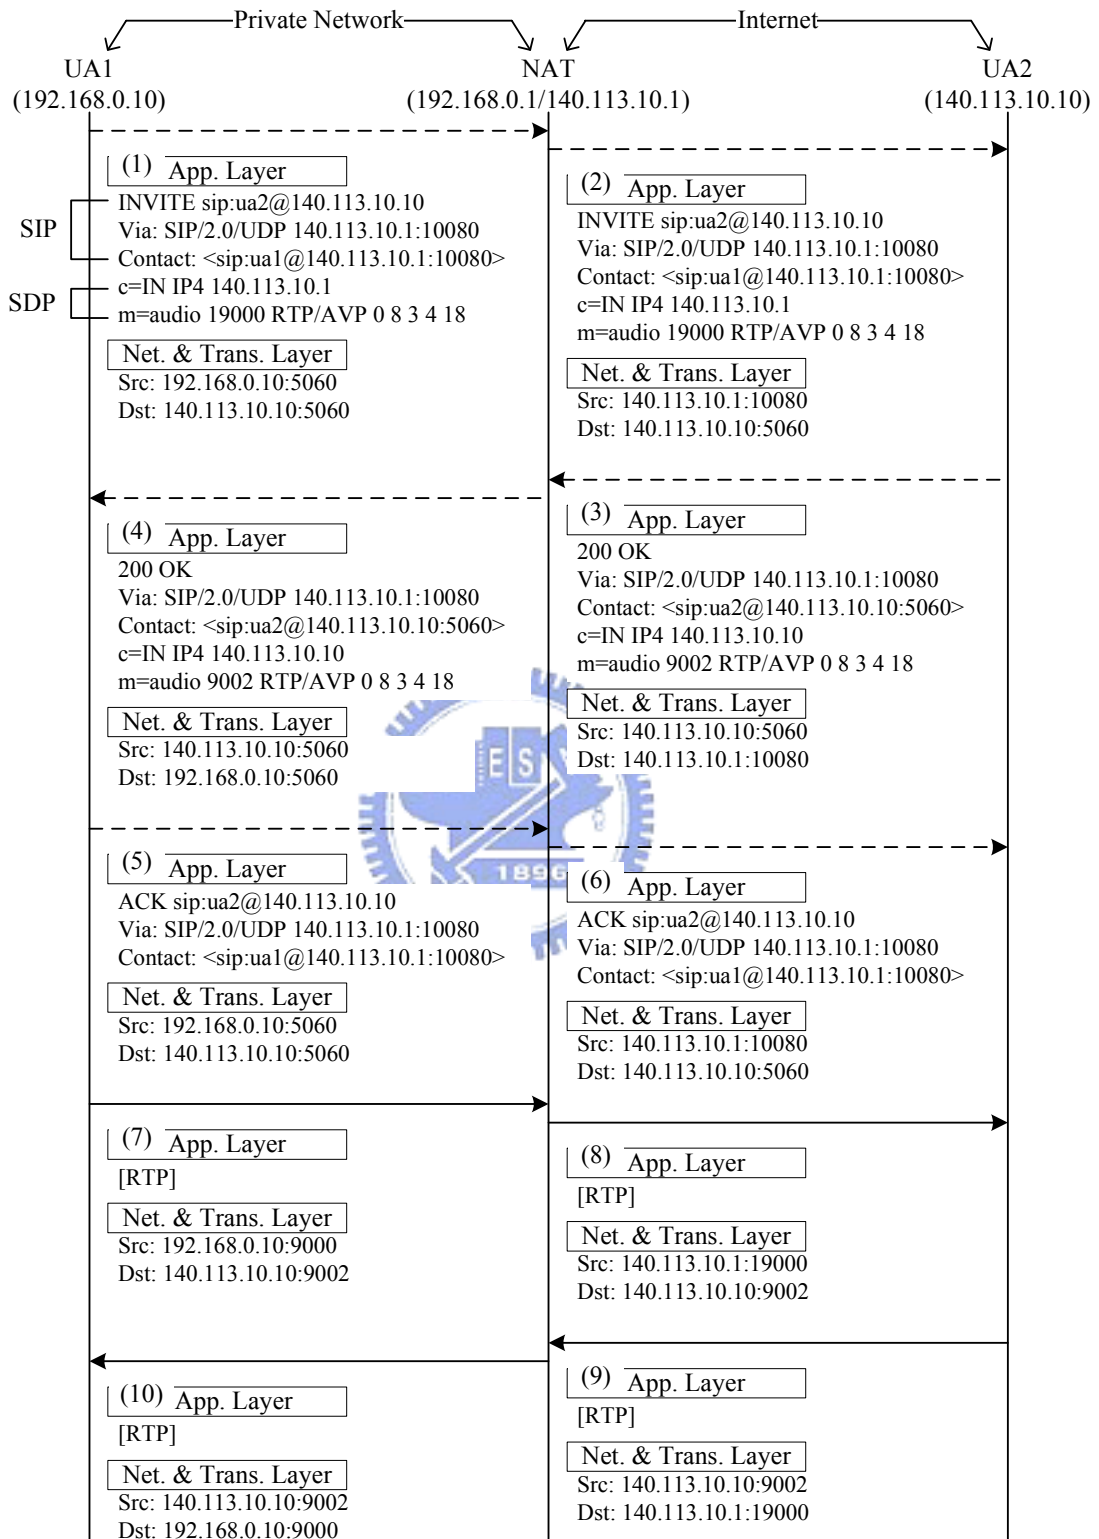 Private Network
Internet
UA1
NAT
UA2
(192.168.0.10)
(192.168.0.1/140.113.10.1)
(140.113.10.10)
(1) App. Layer
SIP
INVITE sip:ua2@140.113.10.10
Via: SIP/2.0/UDP 140.113.10.1:10080
Contact: <sip:ua1@140.113.10.1:10080>
SDP
c=IN IP4 140.113.10.1
m=audio 19000 RTP/AVP 0 8 3 4 18
Net. & Trans. Layer
Src: 192.168.0.10:5060
Dst: 140.113.10.10:5060
(2) App. Layer
INVITE sip:ua2@140.113.10.10
Via: SIP/2.0/UDP 140.113.10.1:10080
Contact: <sip:ua1@140.113.10.1:10080>
c=IN IP4 140.113.10.1
m=audio 19000 RTP/AVP 0 8 3 4 18
Net. & Trans. Layer
Src: 140.113.10.1:10080
Dst: 140.113.10.10:5060
(3) App. Layer
200 OK
Via: SIP/2.0/UDP 140.113.10.1:10080
Contact: <sip:ua2@140.113.10.10:5060>
c=IN IP4 140.113.10.10
m=audio 9002 RTP/AVP 0 8 3 4 18
Net. & Trans. Layer
Src: 140.113.10.10:5060
Dst: 140.113.10.1:10080
(4) App. Layer
200 OK
Via: SIP/2.0/UDP 140.113.10.1:10080
Contact: <sip:ua2@140.113.10.10:5060>
c=IN IP4 140.113.10.10
m=audio 9002 RTP/AVP 0 8 3 4 18
Net. & Trans. Layer
Src: 140.113.10.10:5060
Dst: 192.168.0.10:5060
E S
1896
(5) App. Layer
ACK sip:ua2@140.113.10.10
Via: SIP/2.0/UDP 140.113.10.1:10080
Contact: <sip:ua1@140.113.10.1:10080>
Net. & Trans. Layer
Src: 192.168.0.10:5060
Dst: 140.113.10.10:5060
(6) App. Layer
ACK sip:ua2@140.113.10.10
Via: SIP/2.0/UDP 140.113.10.1:10080
Contact: <sip:ua1@140.113.10.1:10080>
Net. & Trans. Layer
Src: 140.113.10.1:10080
Dst: 140.113.10.10:5060
(7) App. Layer
[RTP]
Net. & Trans. Layer
Src: 192.168.0.10:9000
Dst: 140.113.10.10:9002
(8) App. Layer
[RTP]
Net. & Trans. Layer
Src: 140.113.10.1:19000
Dst: 140.113.10.10:9002
(9) App. Layer
[RTP]
Net. & Trans. Layer
Src: 140.113.10.10:9002
Dst: 140.113.10.1:19000
(10) App. Layer
[RTP]
Net. & Trans. Layer
Src: 140.113.10.10:9002
Dst: 192.168.0.10:9000